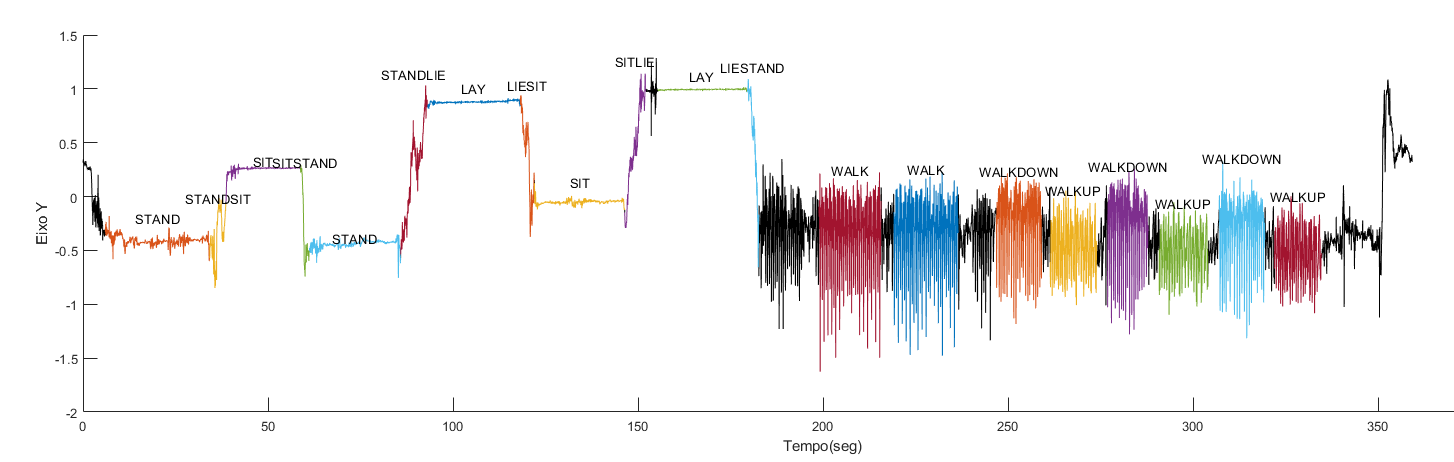 1.5
1
0.5
0
-0.5
-1
-1.5
-2
Eixo Y
STAND
STANDSIT
SIT
SITSTAND
STAND
STANDLIE
LAY
LIESIT
SIT
SITLIE
LAY
LIESTAND
WALK
WALK
WALKDOWN
WALKUP
WALKDOWN
WALKUP
WALKDOWN
WALKUP
0 50 100 150 200 250 300 350
Tempo(seg)